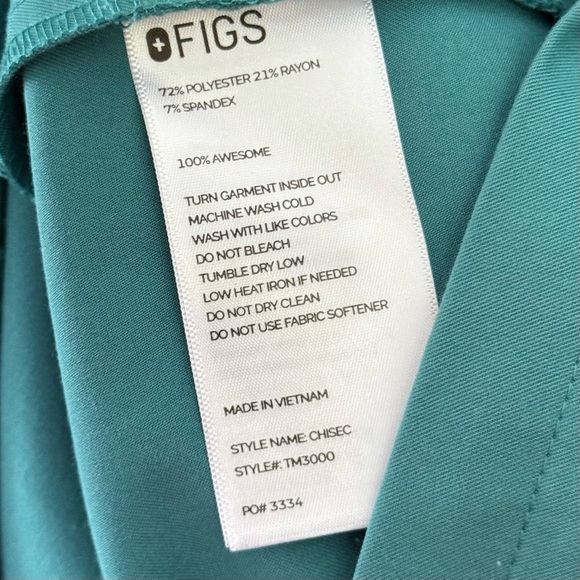 FIGS
72% POLYESTER 21% RAYON
7% SPANDEX
100% AWESOME
TURN GARMENT INSIDE OUT
MACHINE WASH COLD
WASH WITH LIKE COLORS
DO NOT BLEACH
TUMBLE DRY LOW
LOW HEAT IRON IF NEEDED
DO NOT DRY CLEAN
DO NOT USE FABRIC SOFTENER
MADE IN VIETNAM
STYLE NAME: CHISEC
STYLE#: TM3000
PO# 3334